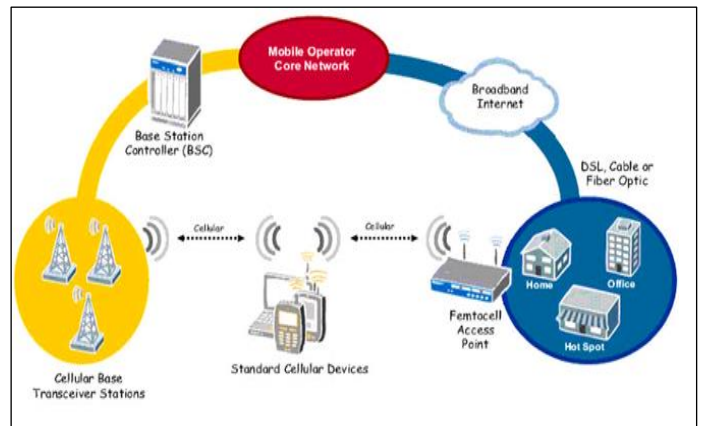 Mobile Operator
Core Network
Broadband
Internet
Base Station
Controller (BSC)
DSL, Cable or
Fiber Optic
Cellular
Cellular
Home
Office
Femtocell
Access
Point
Hot Spot
Standard Cellular Devices
Cellular Base
Transceiver Stations